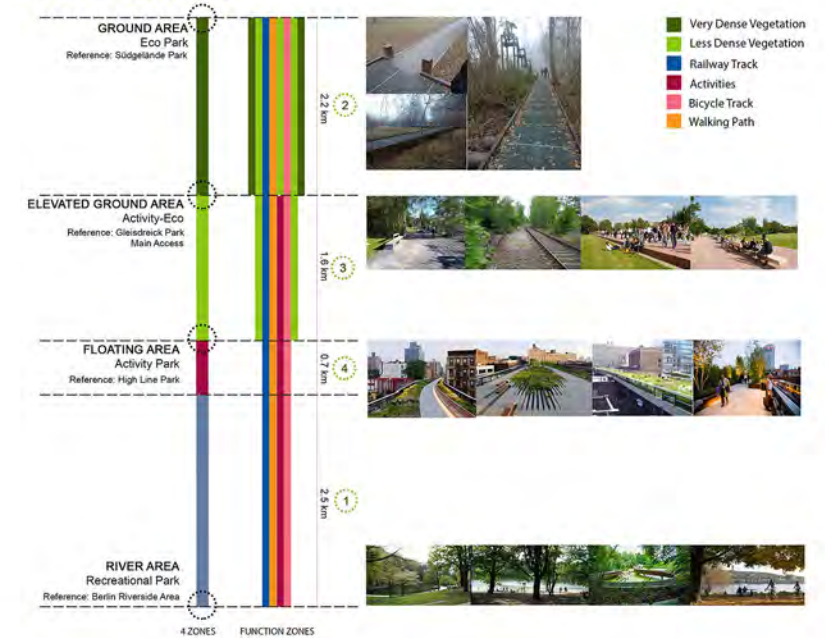 GROUND AREA
Eco Park
Reference: Südgelände Park
2.2 km
2
Very Dense Vegetation
Less Dense Vegetation
Railway Track
Activities
Bicycle Track
Walking Path
ELEVATED GROUND AREA
Activity-Eco
Reference: Gleisdreick Park
Main Access
1.6 km
3
FLOATING AREA
Activity Park
Reference: High Line Park
0.7 km
4
2.5 km
1
RIVER AREA
Recreational Park
Reference: Berlin Riverside Area
4 ZONES
FUNCTION ZONES